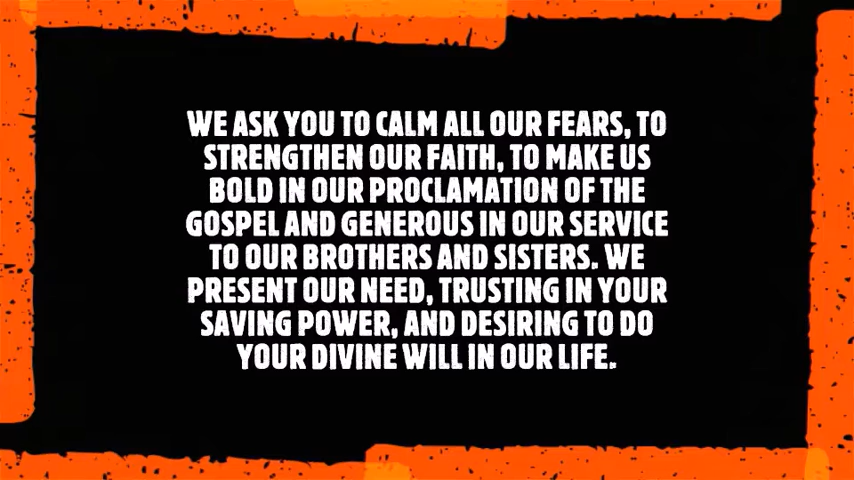 WE ASK YOU TO CALM ALL OUR FEARS, TO
STRENGTHEN OUR FAITH, TO MAKE US
BOLD IN OUR PROCLAMATION OF THE
GOSPEL AND GENEROUS IN OUR SERVICE
TO OUR BROTHERS AND SISTERS. WE
PRESENT OUR NEED, TRUSTING IN YOUR
SAVING POWER, AND DESIRING TO DO
YOUR DIVINE WILL IN OUR LIFE.